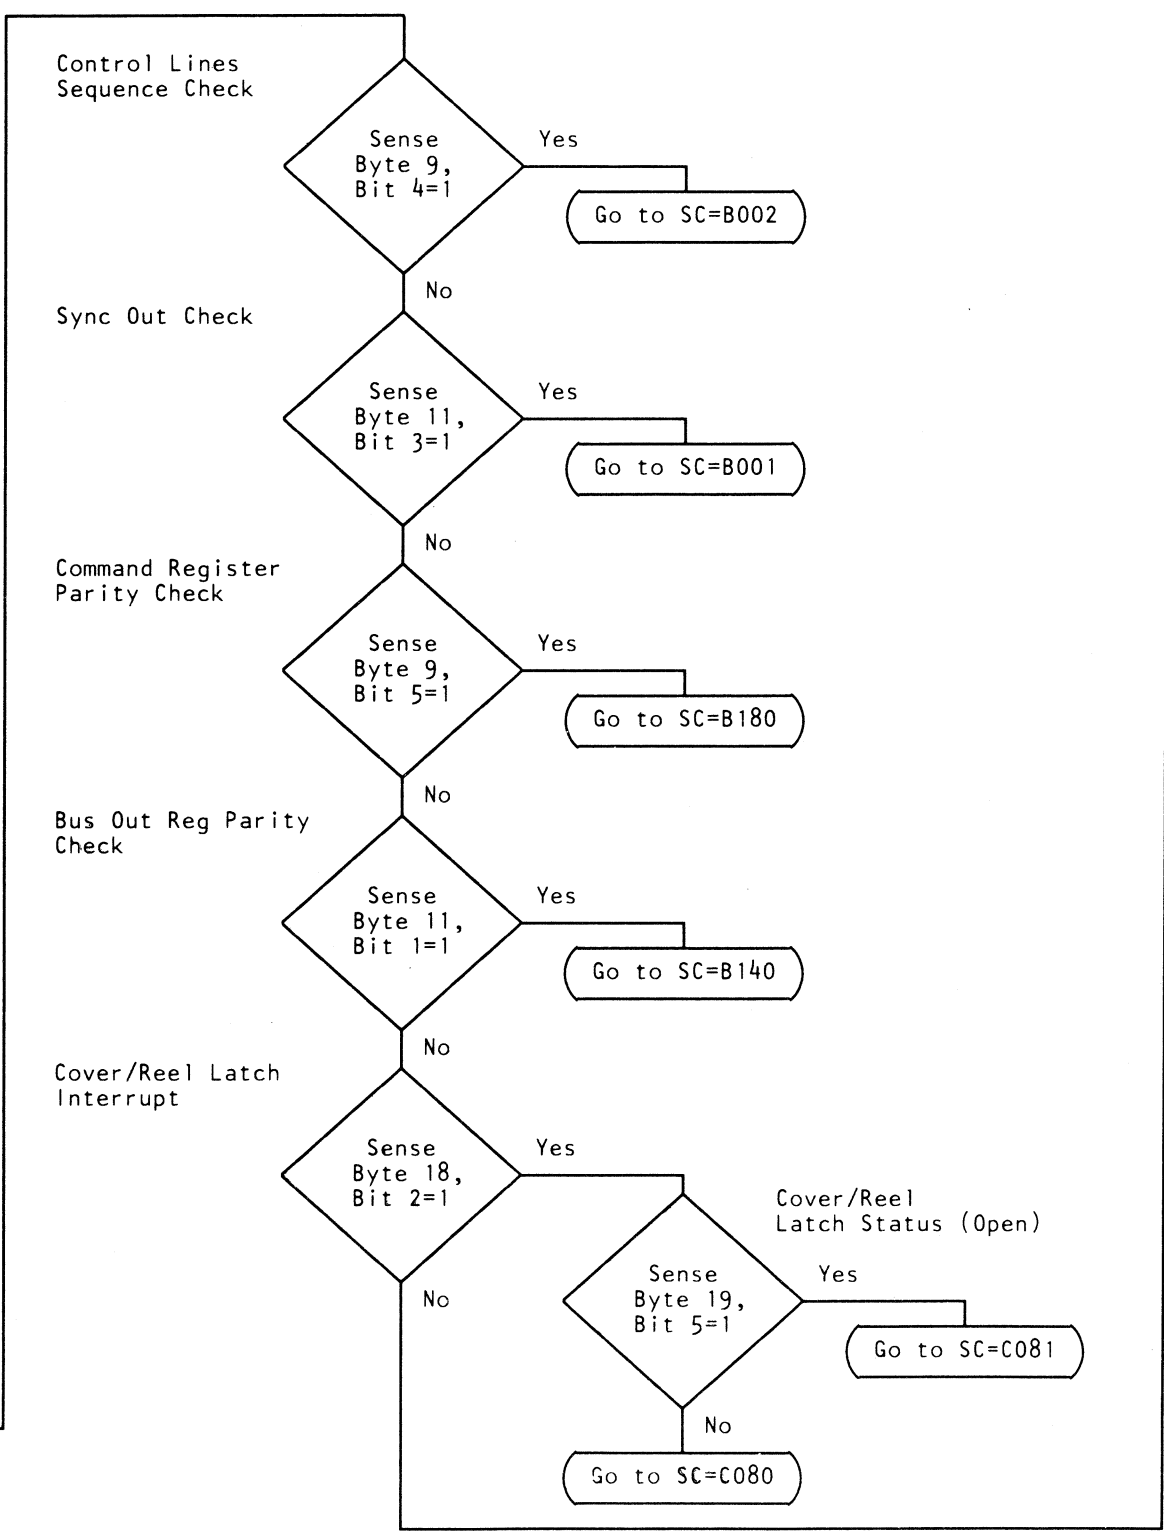 Control Lines
Sequence Check
Sense
Byte 9,
Bit 4=1
Yes
Go to SC=B002
No
Sync Out Check
Sense
Byte 11,
Bit 3=1
Yes
Go to SC=B001
No
Command Register
Parity Check
Sense
Byte 9,
Bit 5=1
Yes
Go to SC=B180
No
Bus Out Reg Parity
Check
Sense
Byte 11,
Bit 1=1
Yes
Go to SC=B140
No
Cover/Reel Latch
Interrupt
Sense
Byte 18,
Bit 2=1
Yes
No
Cover/Reel
Latch Status (Open)
Sense
Byte 19,
Bit 5=1
Yes
Go to SC=C081
No
Go to SC=C080